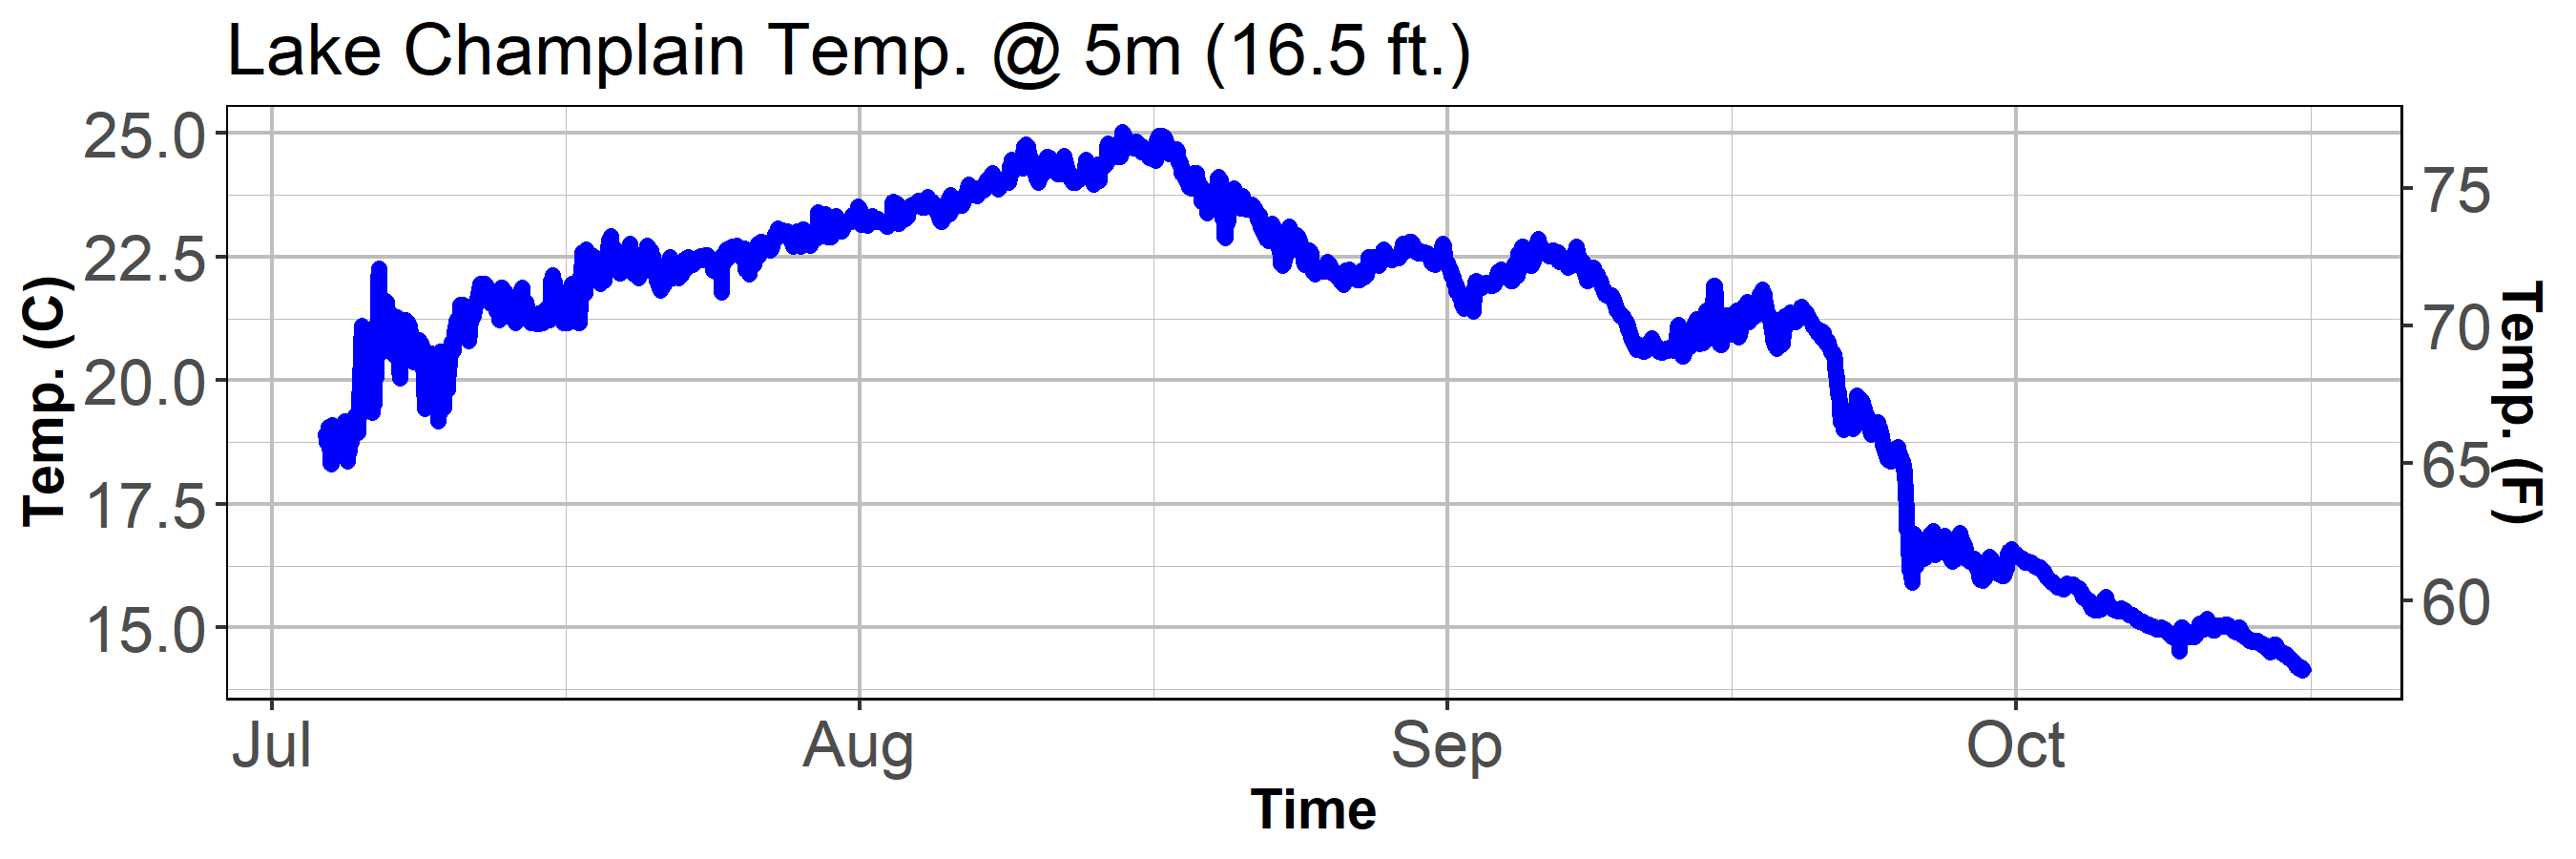 Lake Champlain Temp. @ 5m (16.5 ft.)
Temp. (C)
25.0
22.5
20.0
17.5
15.0
75
70
65
60
Temp. (F)
Jul Aug Sep Oct
Time